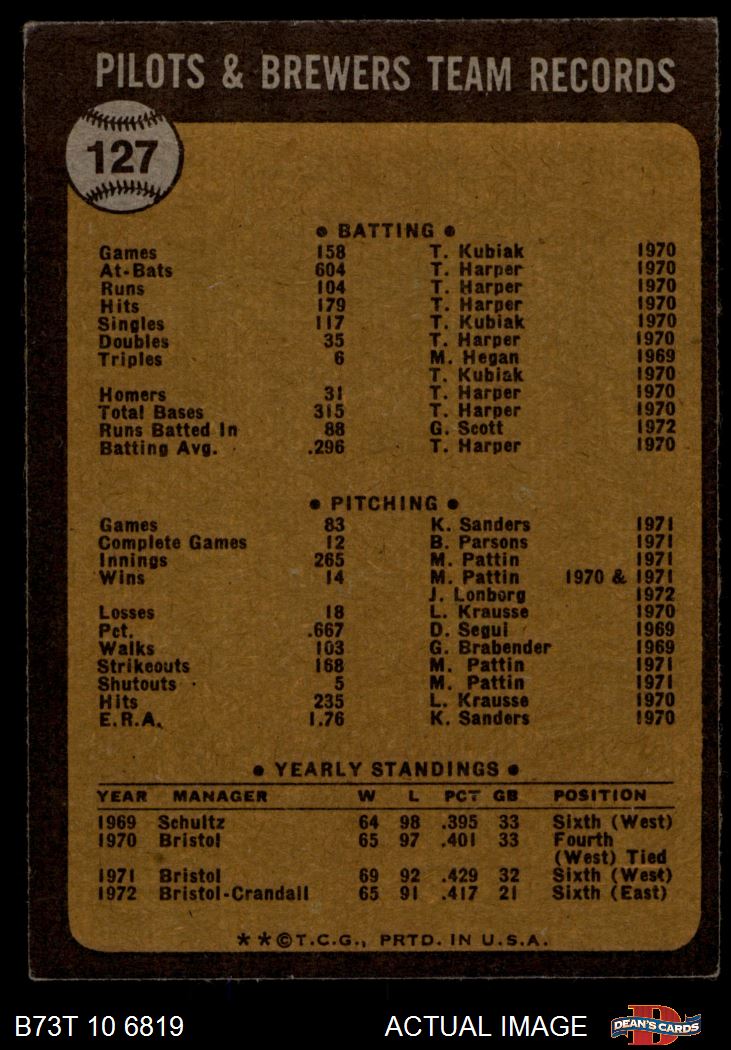 PILOTS & BREWERS TEAM RECORDS
127
• BATTING •
Games 158 T. Kubiak 1970
At-Bats 604 T. Harper 1970
Runs 104 T. Harper 1970
Hits 179 T. Harper 1970
Singles 117 T. Kubiak 1970
Doubles 35 T. Harper 1970
Triples 6 M. Hegan 1969
T. Kubiak 1970
Homers 31 T. Harper 1970
Total Bases 315 T. Harper 1970
Runs Batted In 88 G. Scott 1972
Batting Avg. .296 T. Harper 1970
• PITCHING •
Games 83 K. Sanders 1971
Complete Games 12 B. Parsons 1971
Innings 265 M. Pattin 1971
Wins 14 M. Pattin 1970 & 1971
J. Lonborg 1972
Losses 18 L. Krausse 1970
Pct. .667 D. Segui 1969
Walks 103 G. Brabender 1969
Strikeouts 168 M. Pattin 1971
Shutouts 5 M. Pattin 1971
Hits 235 L. Krausse 1970
E.R.A. 1.76 K. Sanders 1970
• YEARLY STANDINGS •
YEAR MANAGER W L PCT GB POSITION
1969 Schultz 64 98 .395 33 Sixth (West)
1970 Bristol 65 97 .401 33 Fourth
(West) Tied
1971 Bristol 69 92 .429 32 Sixth (West)
1972 Bristol-Crandall 65 91 .417 21 Sixth (East)
**©T.C.G., PRTD. IN U.S.A.
B73T 10 6819 ACTUAL IMAGE D DEAN'S CARDS